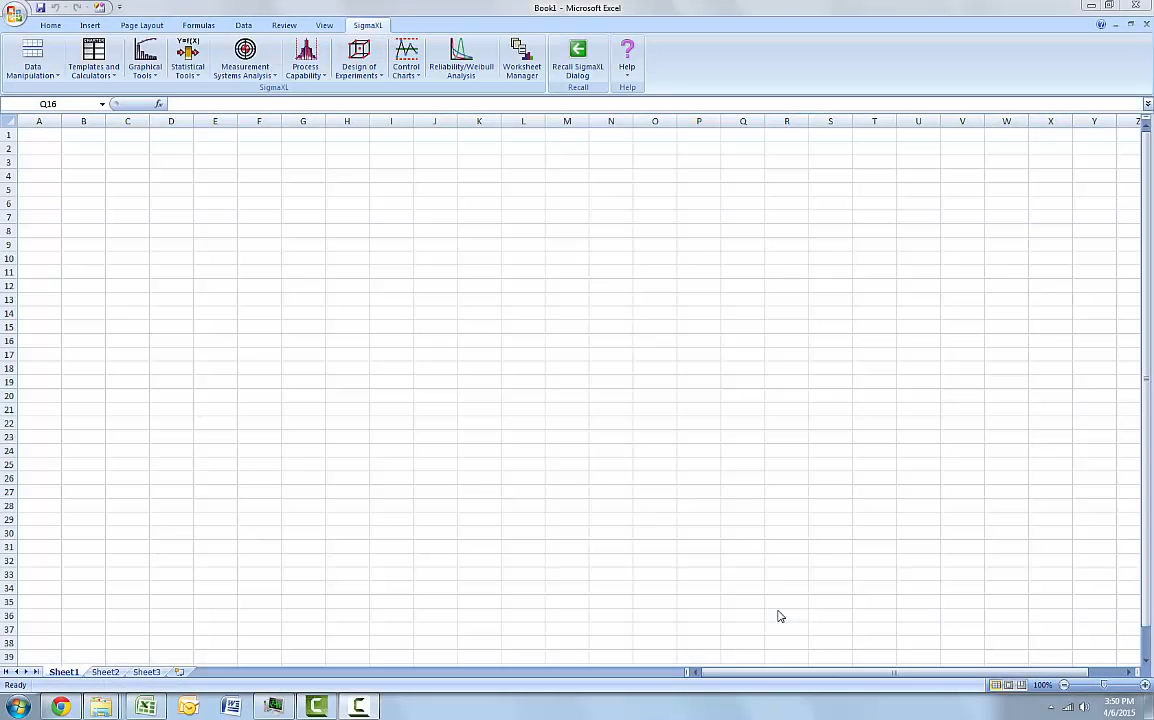 Book1 - Microsoft Excel
Home Insert Page Layout Formulas Data Review View SigmaXL
Data Manipulation
Templates and Calculators
Graphical Tools
Y=f(X)
Statistical Tools
Measurement Systems Analysis
Process Capability
Design of Experiments
Control Charts
Reliability/Weibull Analysis
Worksheet Manager
Recall SigmaXL Dialog
Help
SigmaXL Recall Help
Q16 fx
A B C D E F G H I J K L M N O P Q R S T U V W X Y Z
1
2
3
4
5
6
7
8
9
10
11
12
13
14
15
16
17
18
19
20
21
22
23
24
25
26
27
28
29
30
31
32
33
34
35
36
37
38
39
Sheet1 Sheet2 Sheet3
Ready 100%
3:50 PM
4/6/2015